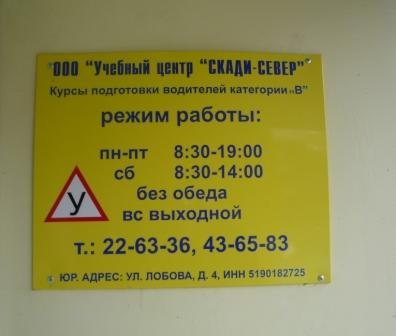 ООО "Учебный центр "СКАДИ-СЕВЕР"
Курсы подготовки водителей категории „В"
режим работы:
пн-пт 8:30-19:00
сб 8:30-14:00
без обеда
У
вс выходной
т.: 22-63-36, 43-65-83
ЮР. АДРЕС: УЛ. ЛОБОВА, Д. 4, ИНН 5190182725